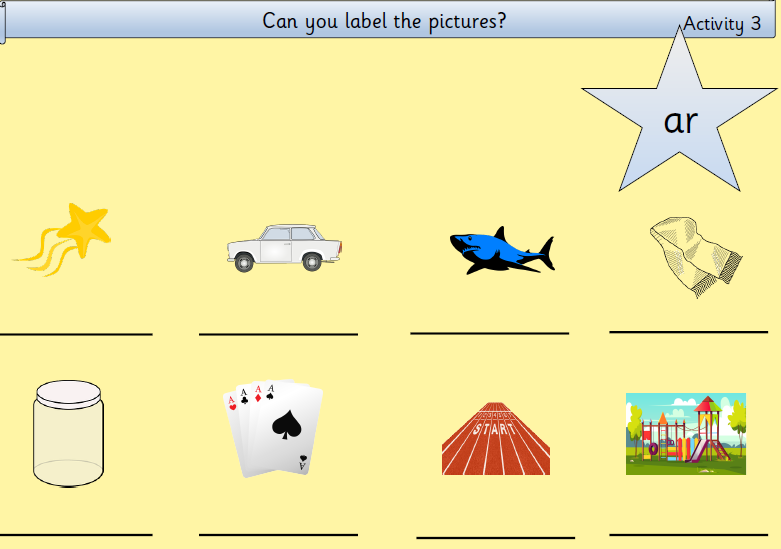 Can you label the pictures?
Activity 3
ar
A A A A
A
START